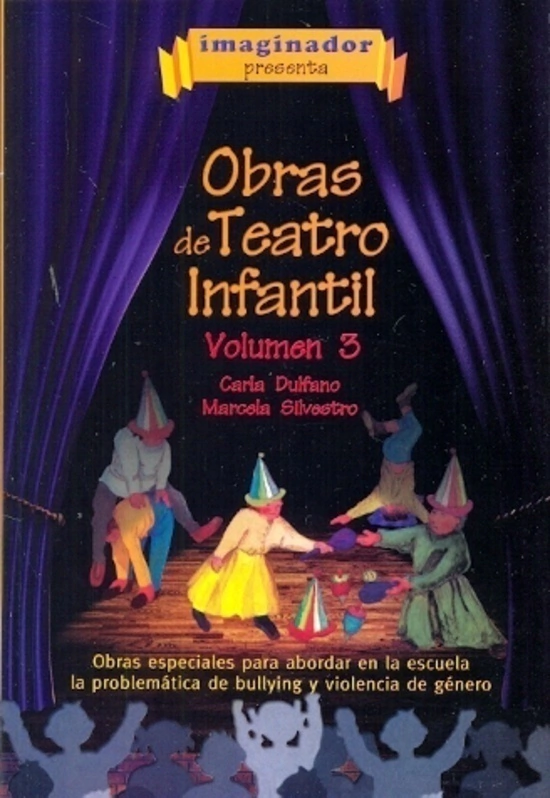 imaginador
presenta
Obras
de Teatro
Infantil
Volumen 3
Carla Dulfano
Marcela Silvestro
Obras especiales para abordar en la escuela
la problemática de bullying y violencia de género